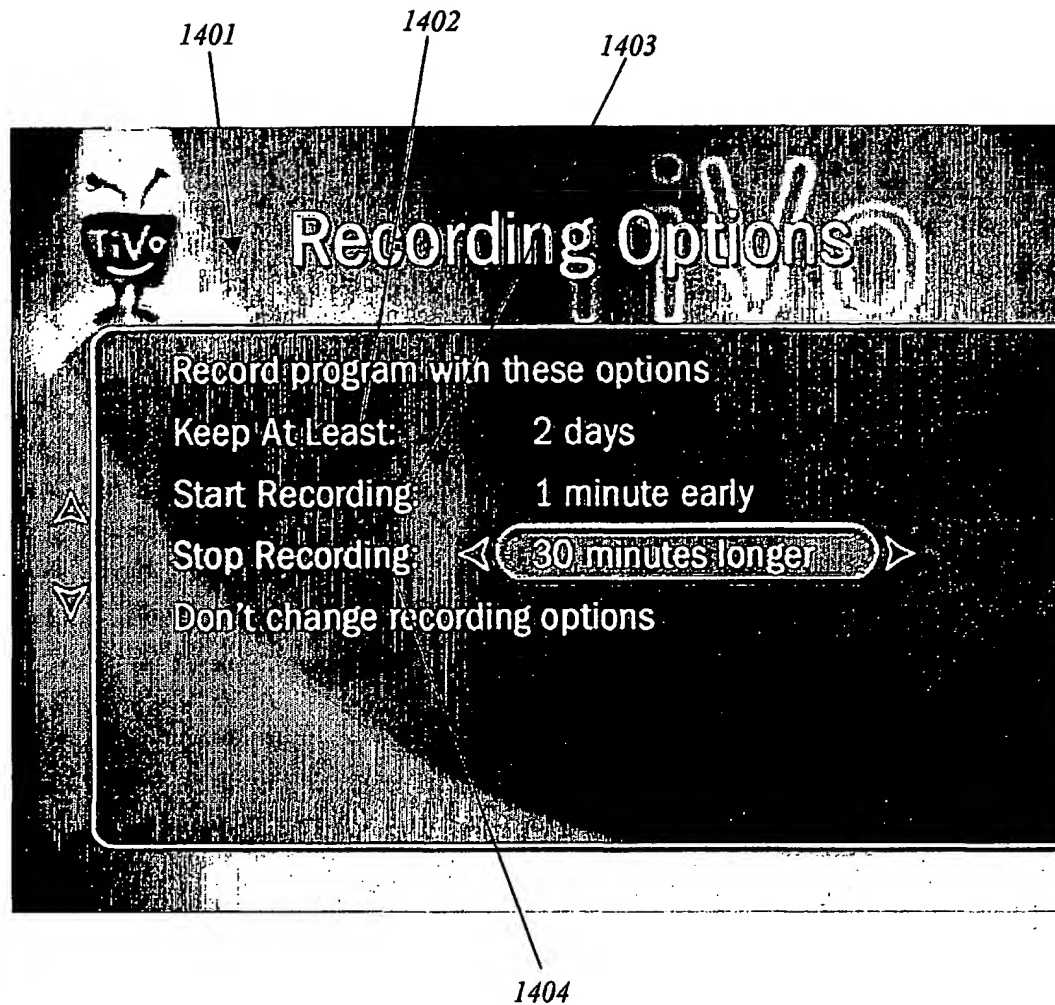 1401 1402 1403
TiVo
iVo
Recording Options
Record program with these options
Keep At Least: 2 days
Start Recording: 1 minute early
Stop Recording: 30 minutes longer
Don't change recording options
1404